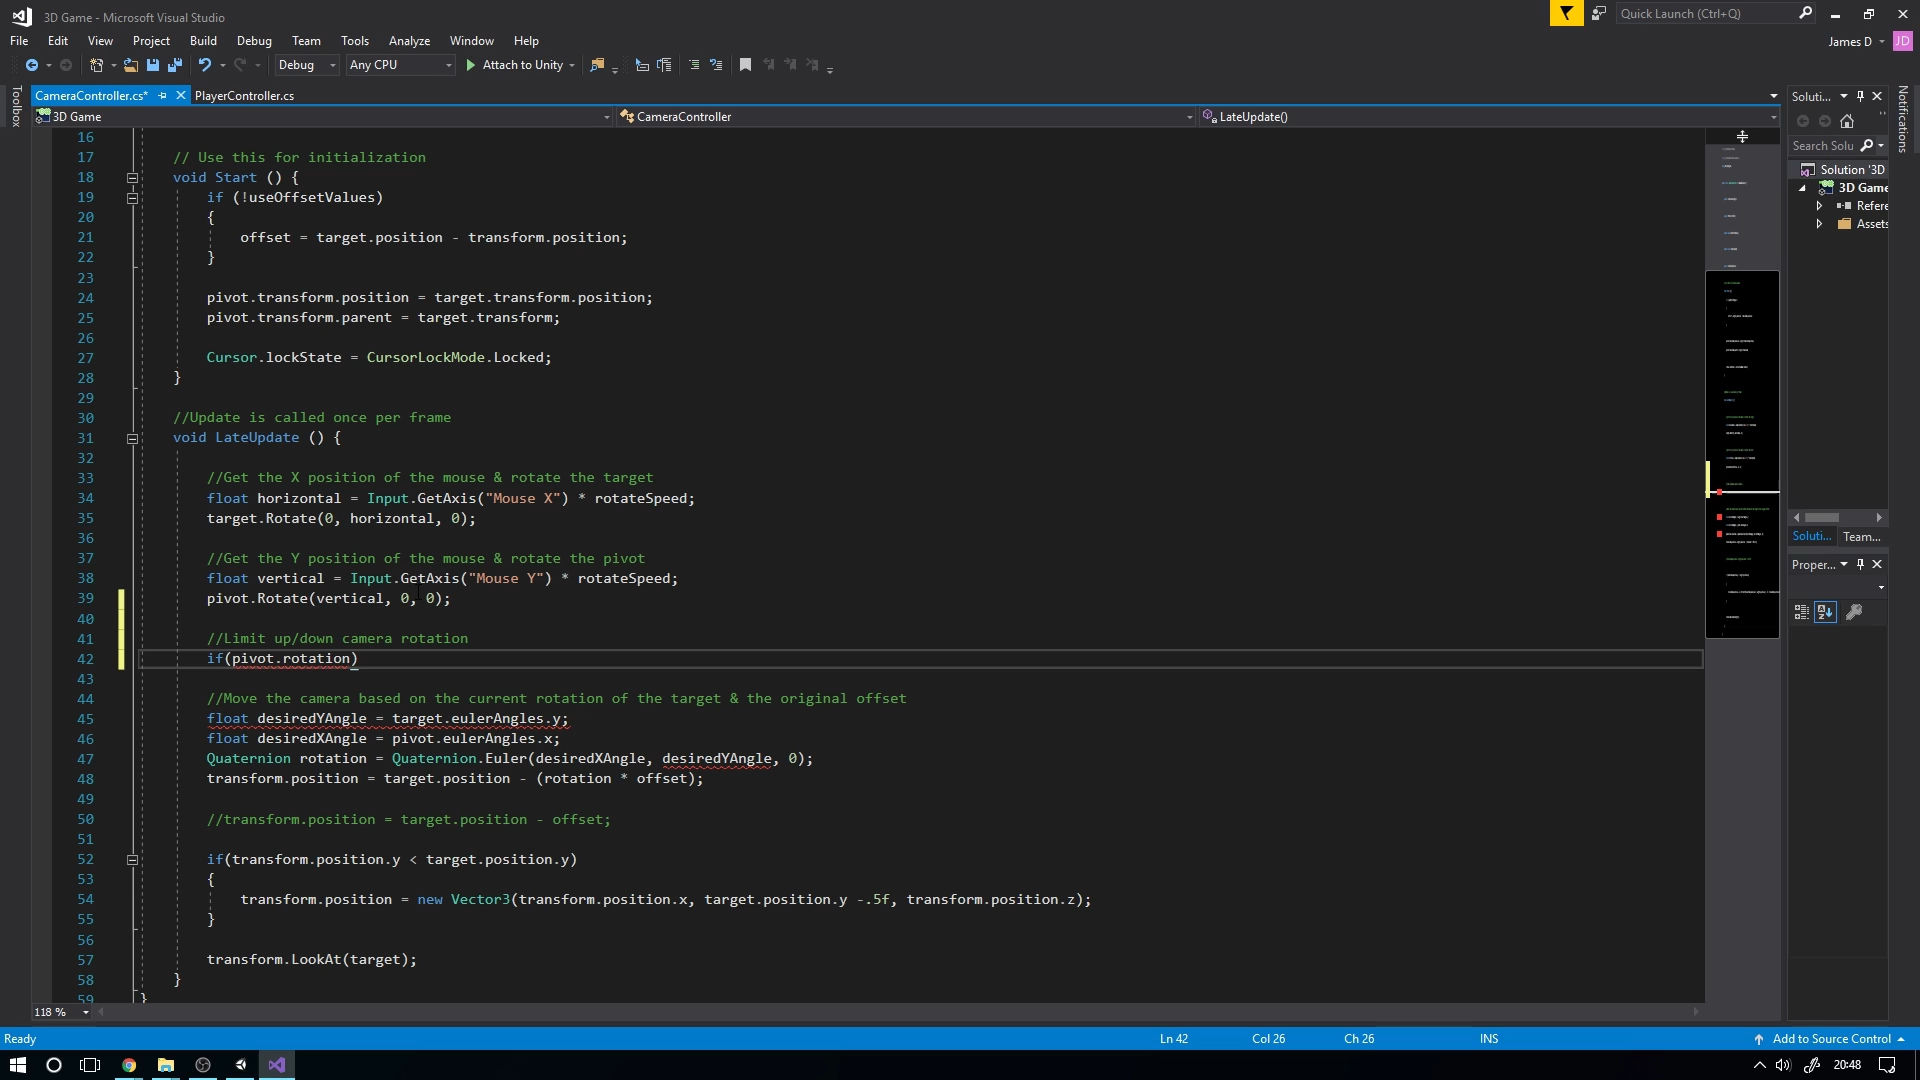 3D Game - Microsoft Visual Studio
Quick Launch (Ctrl+Q)
File Edit View Project Build Debug Team Tools Analyze Window Help
James D JD
Debug Any CPU Attach to Unity
Toolbox
CameraController.cs* PlayerController.cs
Soluti...
Notifications
3D Game CameraController LateUpdate()
Search Solu
Solution '3D
3D Game
Refere
Assets
16
17 // Use this for initialization
18 void Start () {
19 if (!useOffsetValues)
20 {
21 offset = target.position - transform.position;
22 }
23
24 pivot.transform.position = target.transform.position;
25 pivot.transform.parent = target.transform;
26
27 Cursor.lockState = CursorLockMode.Locked;
28 }
29
30 //Update is called once per frame
31 void LateUpdate () {
32
33 //Get the X position of the mouse & rotate the target
34 float horizontal = Input.GetAxis("Mouse X") * rotateSpeed;
35 target.Rotate(0, horizontal, 0);
36
37 //Get the Y position of the mouse & rotate the pivot
38 float vertical = Input.GetAxis("Mouse Y") * rotateSpeed;
39 pivot.Rotate(vertical, 0, 0);
40
41 //Limit up/down camera rotation
42 if(pivot.rotation)
43
44 //Move the camera based on the current rotation of the target & the original offset
45 float desiredYAngle = target.eulerAngles.y;
46 float desiredXAngle = pivot.eulerAngles.x;
47 Quaternion rotation = Quaternion.Euler(desiredXAngle, desiredYAngle, 0);
48 transform.position = target.position - (rotation * offset);
49
50 //transform.position = target.position - offset;
51
52 if(transform.position.y < target.position.y)
53 {
54 transform.position = new Vector3(transform.position.x, target.position.y -.5f, transform.position.z);
55 }
56
57 transform.LookAt(target);
58 }
59 }
Soluti... Team...
Proper...
118 %
Ready Ln 42 Col 26 Ch 26 INS Add to Source Control
20:48